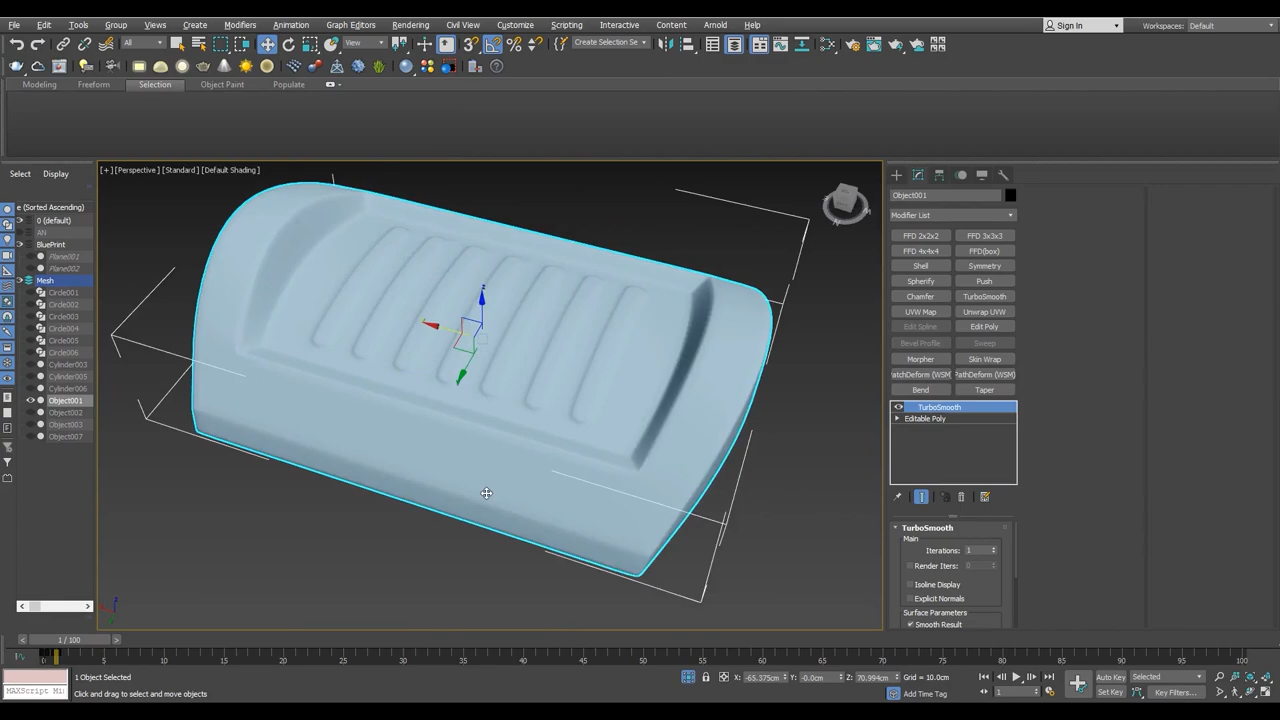 File Edit Tools Group Views Create Modifiers Animation Graph Editors Rendering Civil View Customize Scripting Interactive Content Arnold Help
Sign In Workspaces: Default
All View Create Selection Se
Modeling Freeform Selection Object Paint Populate
Select Display
[+] [Perspective] [Standard] [Default Shading]
e (Sorted Ascending)
0 (default)
AN
BluePrint
Plane001
Plane002
Mesh
Circle001
Circle002
Circle003
Circle004
Circle005
Circle006
Cylinder003
Cylinder005
Cylinder006
Object001
Object002
Object003
Object007
Object001
Modifier List
FFD 2x2x2 FFD 3x3x3
FFD 4x4x4 FFD(box)
Shell Symmetry
Spherify Push
Chamfer TurboSmooth
UVW Map Unwrap UVW
Edit Spline Edit Poly
Bevel Profile Sweep
Morpher Skin Wrap
PatchDeform (WSM) PathDeform (WSM)
Bend Taper
TurboSmooth
Editable Poly
TurboSmooth
Main
Iterations: 1
Render Iters: 0
Isoline Display
Explicit Normals
Surface Parameters
Smooth Result
< 1 / 100 >
5 10 15 20 25 30 35 40 45 50 55 60 65 70 75 80 85 90 95 100
1 Object Selected
X: -65.375cm Y: -0.0cm Z: 70.994cm Grid = 10.0cm
Auto Key Selected
MAXScript Mi
Click and drag to select and move objects
Add Time Tag
1
Set Key Key Filters...